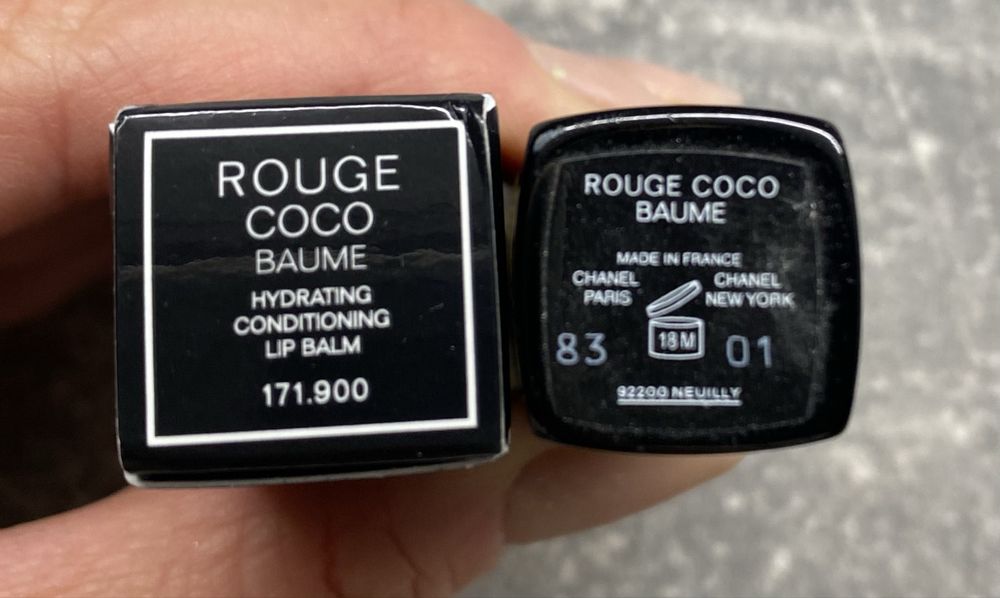 ROUGE
COCO
BAUME
HYDRATING
CONDITIONING
LIP BALM
171.900
ROUGE COCO
BAUME
MADE IN FRANCE
CHANEL CHANEL
PARIS NEW YORK
83 18M 01
92200 NEUILLY